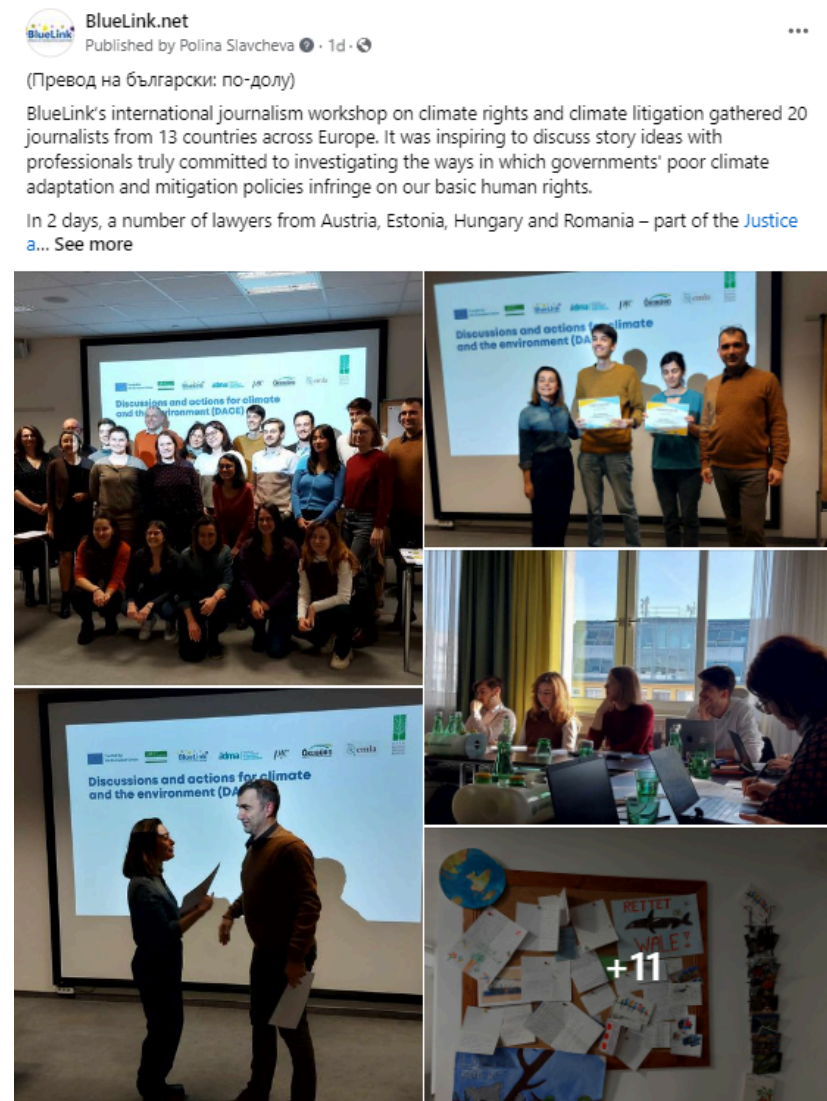 BlueLink.net
BlueLink
Published by Polina Slavcheva · 1d ·
(Превод на български: по-долу)
BlueLink's international journalism workshop on climate rights and climate litigation gathered 20
journalists from 13 countries across Europe. It was inspiring to discuss story ideas with
professionals truly committed to investigating the ways in which governments' poor climate
adaptation and mitigation policies infringe on our basic human rights.
In 2 days, a number of lawyers from Austria, Estonia, Hungary and Romania – part of the Justice
a... See more
Discussions and actions for climate
and the environment (DACE)
Discussions and actions for climate
and the environment (DA
BlueLink
adma
Discussions and actions for climate
and the environment (DA
RETTET
WALE!
+11